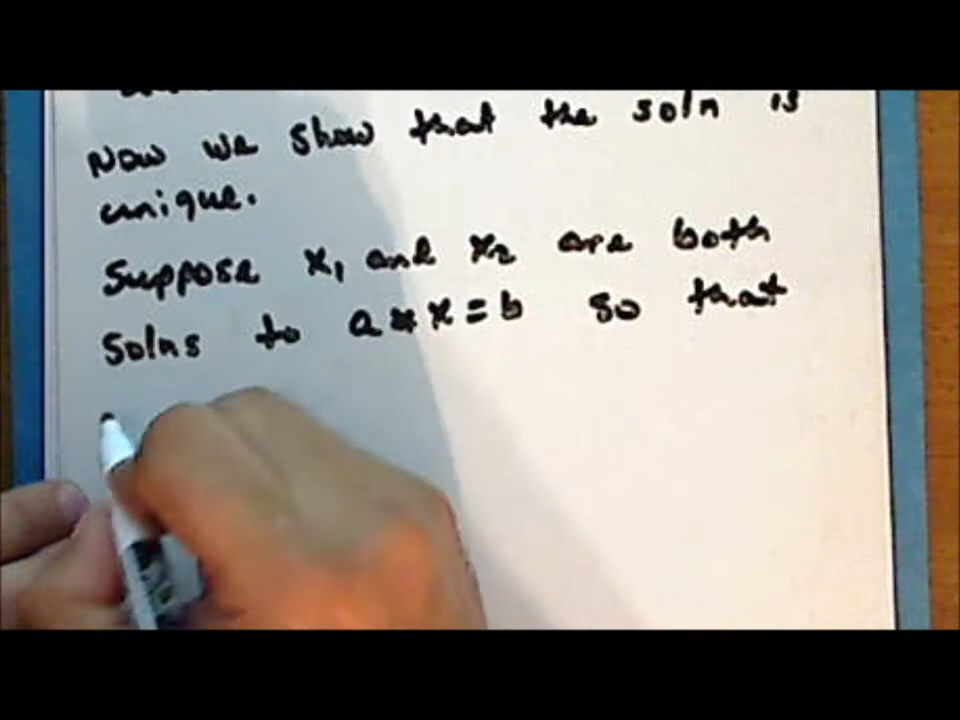 Now we show that the soln is
unique.
Suppose x₁ and x₂ are both
solns to a * x = b so that